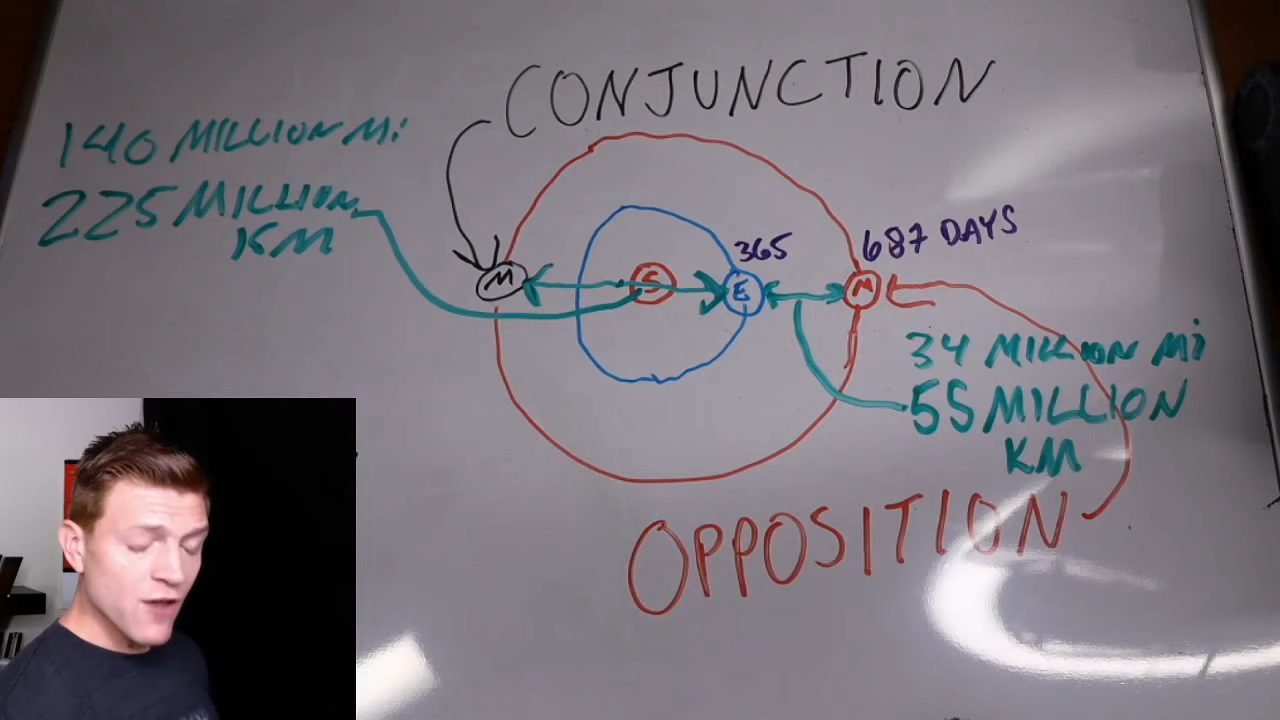 CONJUNCTION
140 MILLION Mi
225 MILLION
KM
365
687 DAYS
M
S
E
M
34 MILLION Mi
55 MILLION
KM
OPPOSITION